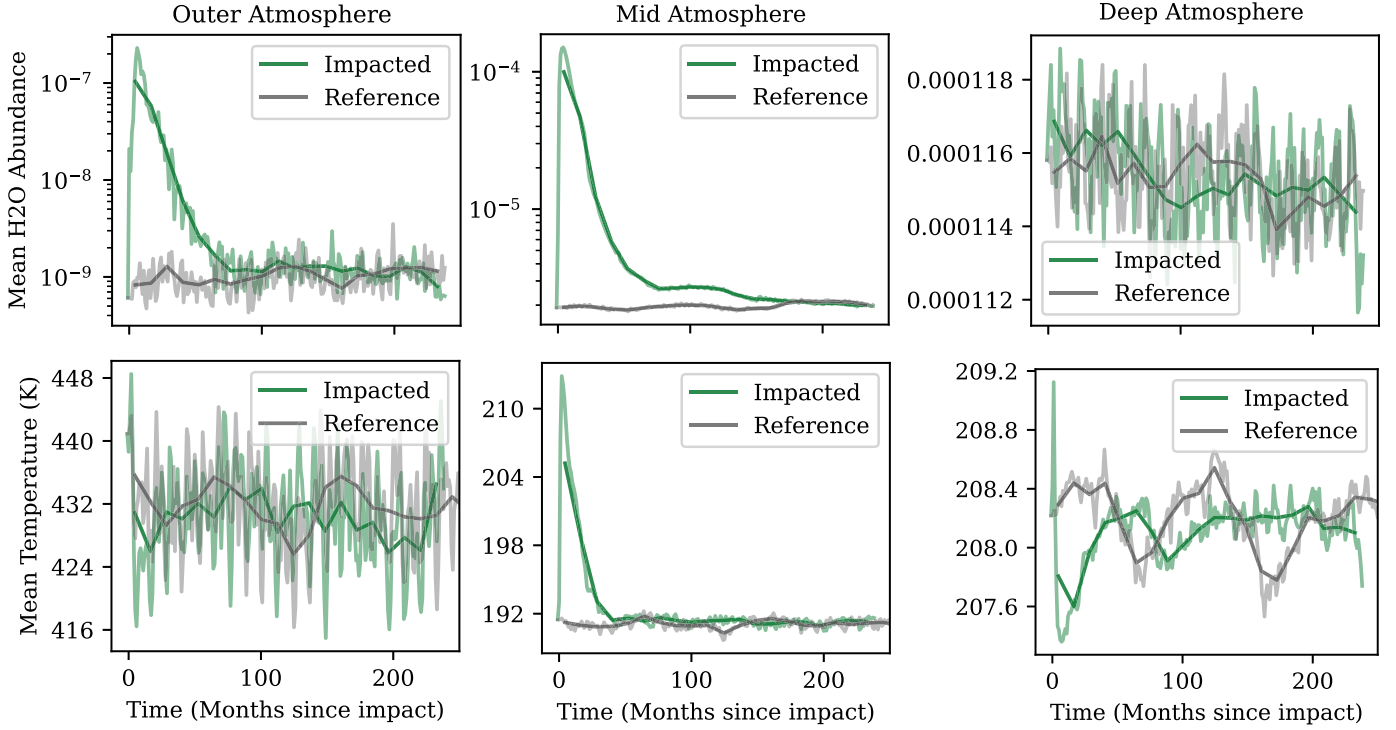 Outer Atmosphere
Mid Atmosphere
Deep Atmosphere
Mean H2O Abundance
10⁻⁷
10⁻⁸
10⁻⁹
Impacted
Reference
10⁻⁴
10⁻⁵
Impacted
Reference
0.000118
0.000116
0.000114
0.000112
Impacted
Reference
Mean Temperature (K)
448
440
432
424
416
Impacted
Reference
0
100
200
Time (Months since impact)
210
204
198
192
Impacted
Reference
0
100
200
Time (Months since impact)
209.2
208.8
208.4
208.0
207.6
Impacted
Reference
0
100
200
Time (Months since impact)